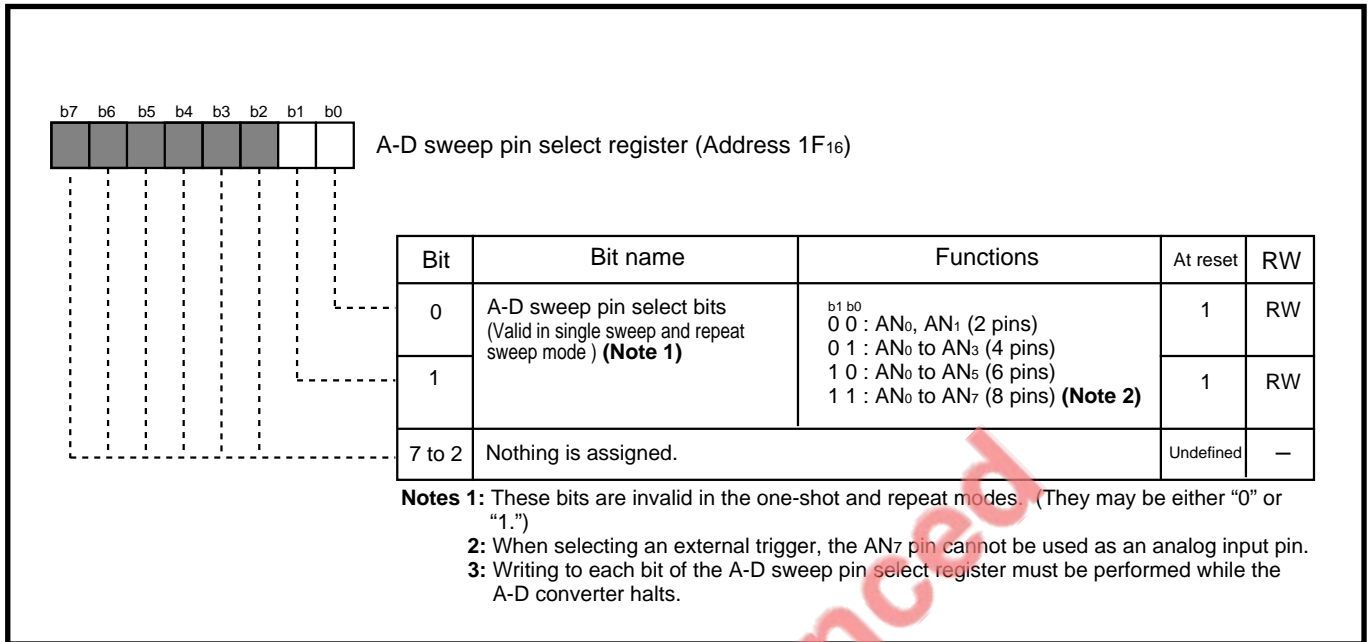 b7 b6 b5 b4 b3 b2 b1 b0
A-D sweep pin select register (Address 1F16)
Bit Bit name Functions At reset RW
0 A-D sweep pin select bits
(Valid in single sweep and repeat
sweep mode ) (Note 1)
b1 b0
0 0 : AN0, AN1 (2 pins)
0 1 : AN0 to AN3 (4 pins)
1 0 : AN0 to AN5 (6 pins)
1 1 : AN0 to AN7 (8 pins) (Note 2)
1 RW
1 1 RW
7 to 2 Nothing is assigned. Undefined –
Notes 1: These bits are invalid in the one-shot and repeat modes. (They may be either “0” or
“1.”)
2: When selecting an external trigger, the AN7 pin cannot be used as an analog input pin.
3: Writing to each bit of the A-D sweep pin select register must be performed while the
A-D converter halts.
nced